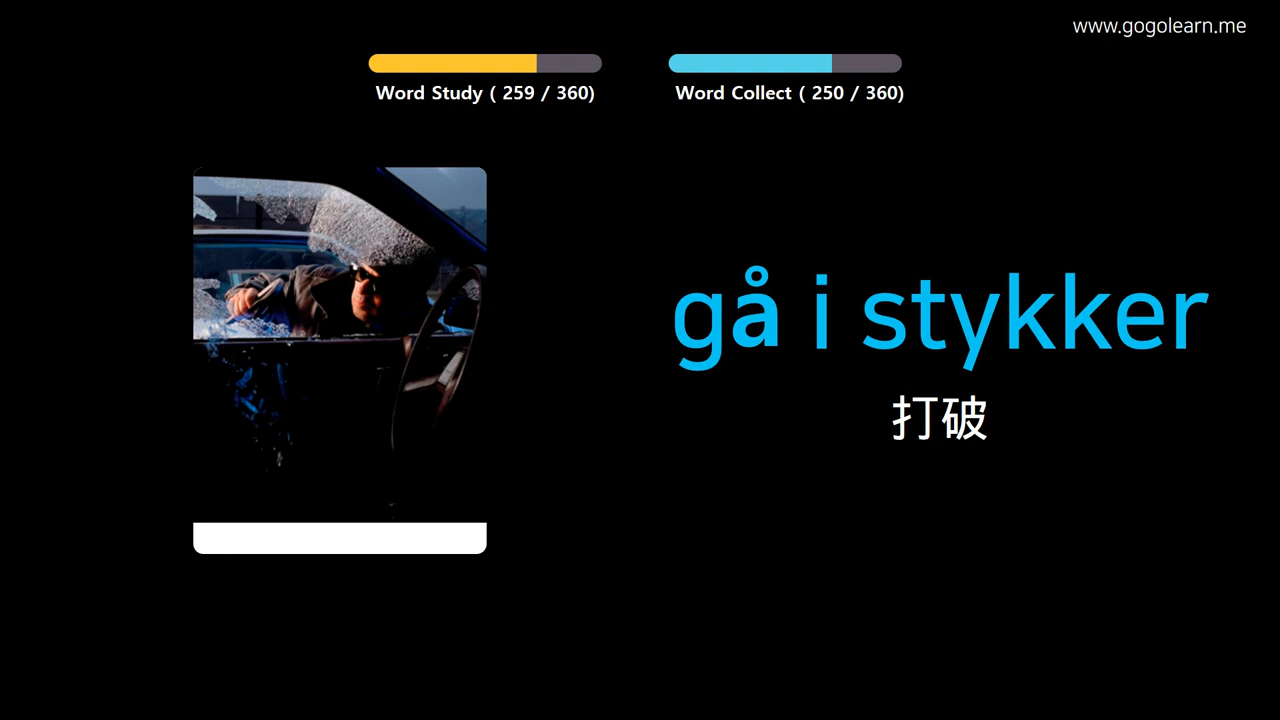 www.gogolearn.me
Word Study ( 259 / 360)
Word Collect ( 250 / 360)
gå i stykker
打破